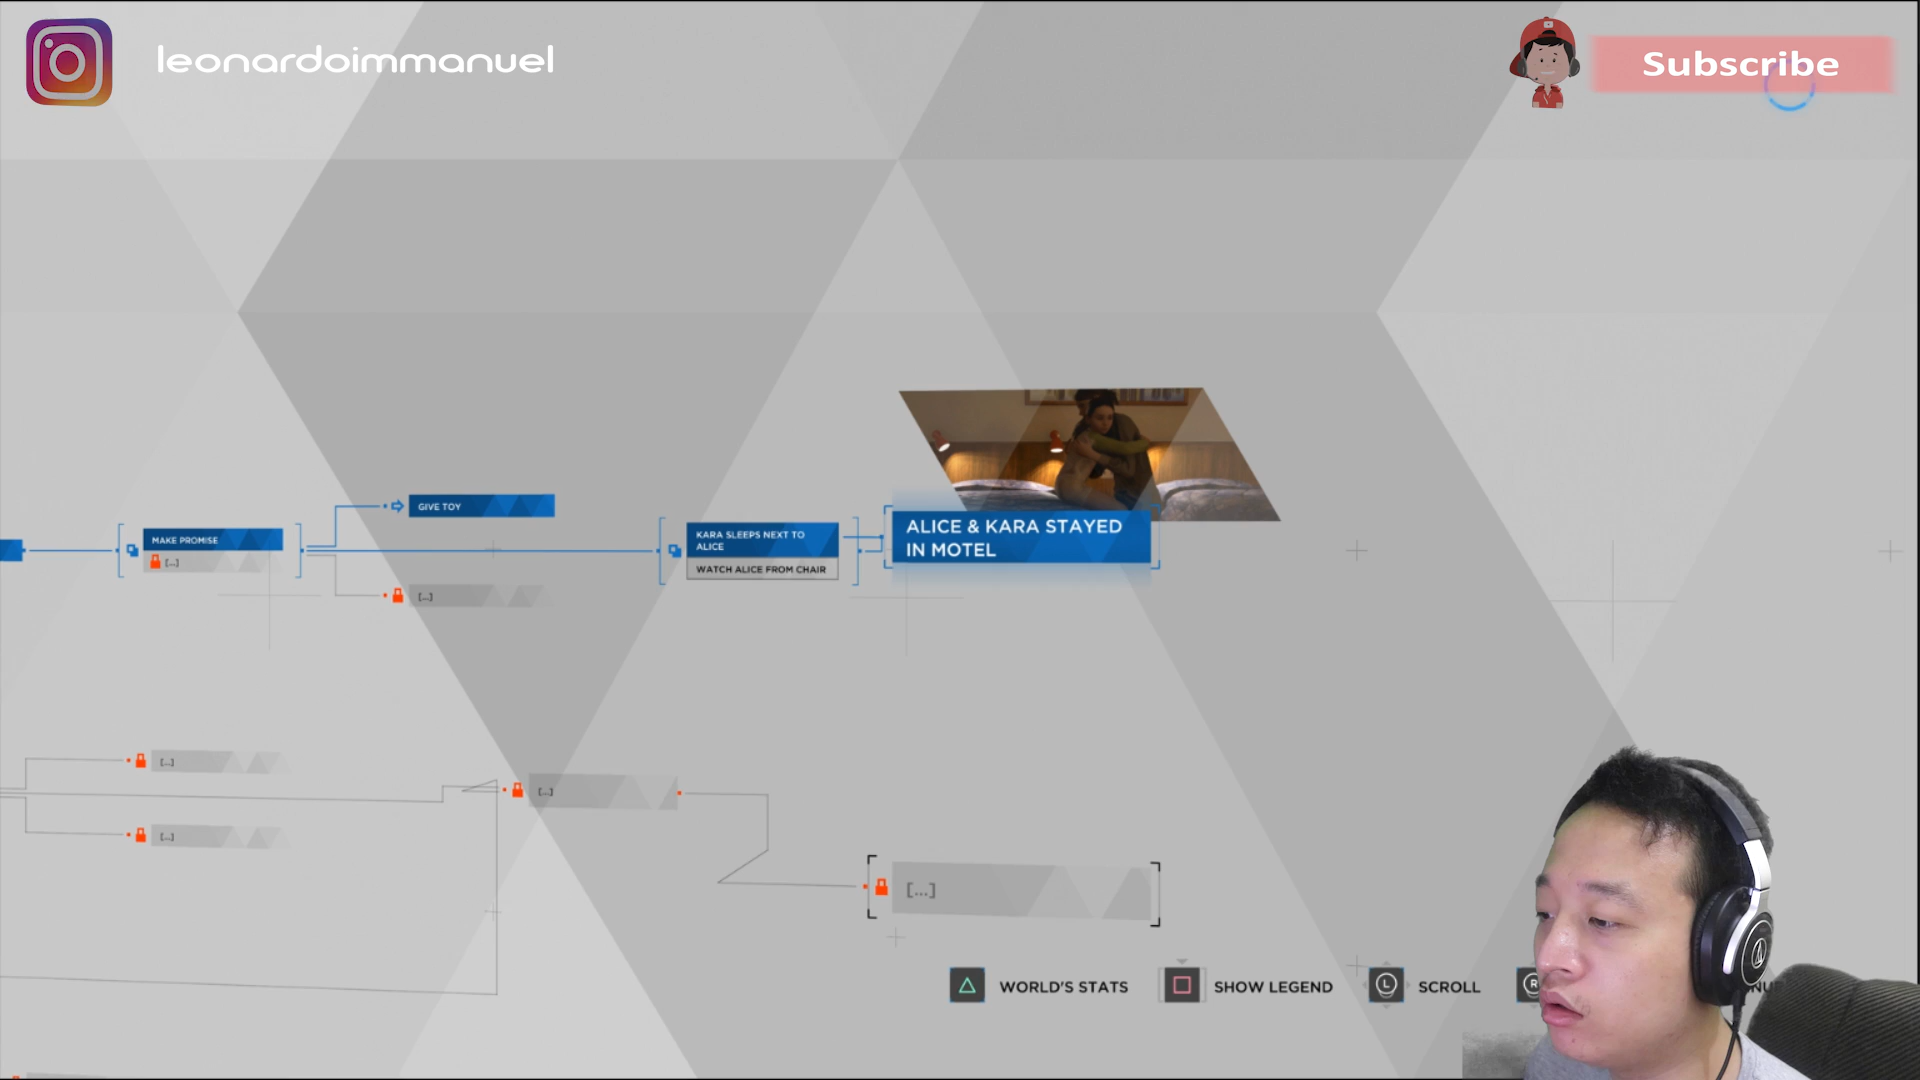 leonardoimmanuel
Subscribe
GIVE TOY
MAKE PROMISE
[...]
[...]
KARA SLEEPS NEXT TO
ALICE
WATCH ALICE FROM CHAIR
ALICE & KARA STAYED
IN MOTEL
[...]
[...]
[...]
[...]
WORLD'S STATS
SHOW LEGEND
L
SCROLL
R